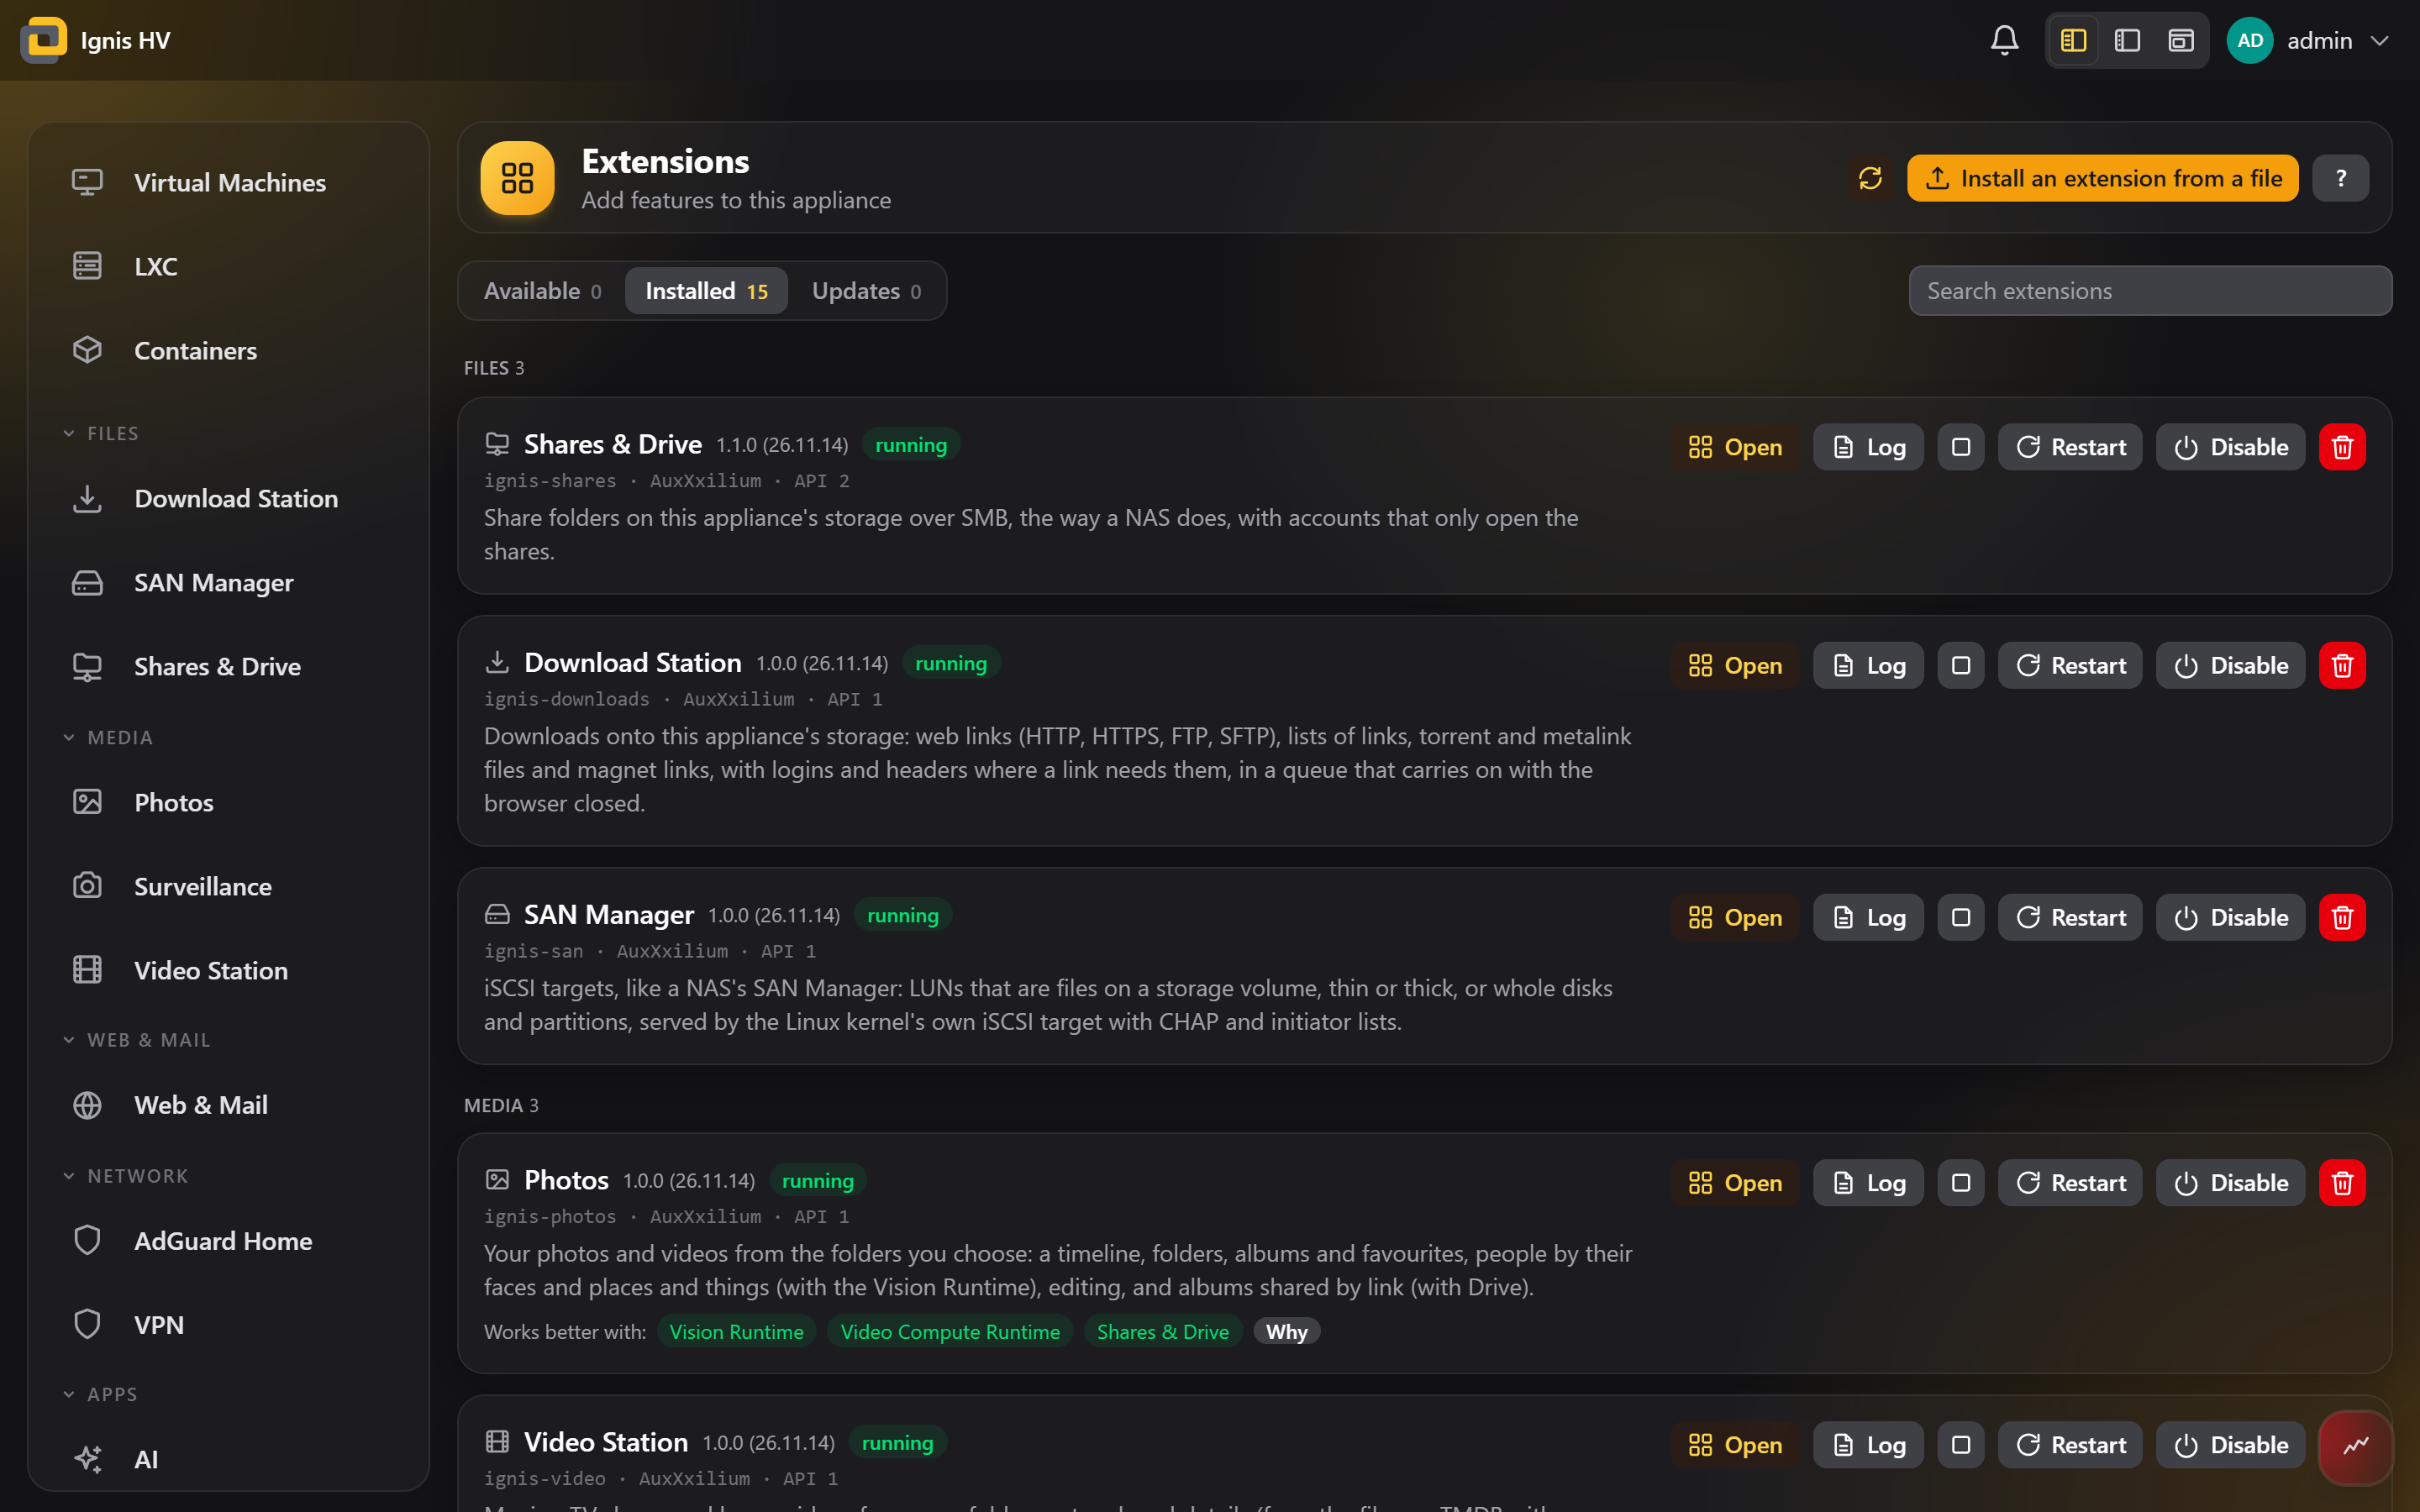 Ignis HV
AD admin
Virtual Machines
LXC
Containers
FILES
Download Station
SAN Manager
Shares & Drive
MEDIA
Photos
Surveillance
Video Station
WEB & MAIL
Web & Mail
NETWORK
AdGuard Home
VPN
APPS
AI
Extensions
Add features to this appliance
Install an extension from a file
?
Available 0 Installed 15 Updates 0
Search extensions
FILES 3
Shares & Drive 1.1.0 (26.11.14) running
Open Log Restart Disable
ignis-shares · AuxXxilium · API 2
Share folders on this appliance's storage over SMB, the way a NAS does, with accounts that only open the
shares.
Download Station 1.0.0 (26.11.14) running
Open Log Restart Disable
ignis-downloads · AuxXxilium · API 1
Downloads onto this appliance's storage: web links (HTTP, HTTPS, FTP, SFTP), lists of links, torrent and metalink
files and magnet links, with logins and headers where a link needs them, in a queue that carries on with the
browser closed.
SAN Manager 1.0.0 (26.11.14) running
Open Log Restart Disable
ignis-san · AuxXxilium · API 1
iSCSI targets, like a NAS's SAN Manager: LUNs that are files on a storage volume, thin or thick, or whole disks
and partitions, served by the Linux kernel's own iSCSI target with CHAP and initiator lists.
MEDIA 3
Photos 1.0.0 (26.11.14) running
Open Log Restart Disable
ignis-photos · AuxXxilium · API 1
Your photos and videos from the folders you choose: a timeline, folders, albums and favourites, people by their
faces and places and things (with the Vision Runtime), editing, and albums shared by link (with Drive).
Works better with: Vision Runtime Video Compute Runtime Shares & Drive Why
Video Station 1.0.0 (26.11.14) running
Open Log Restart Disable
ignis-video · AuxXxilium · API 1